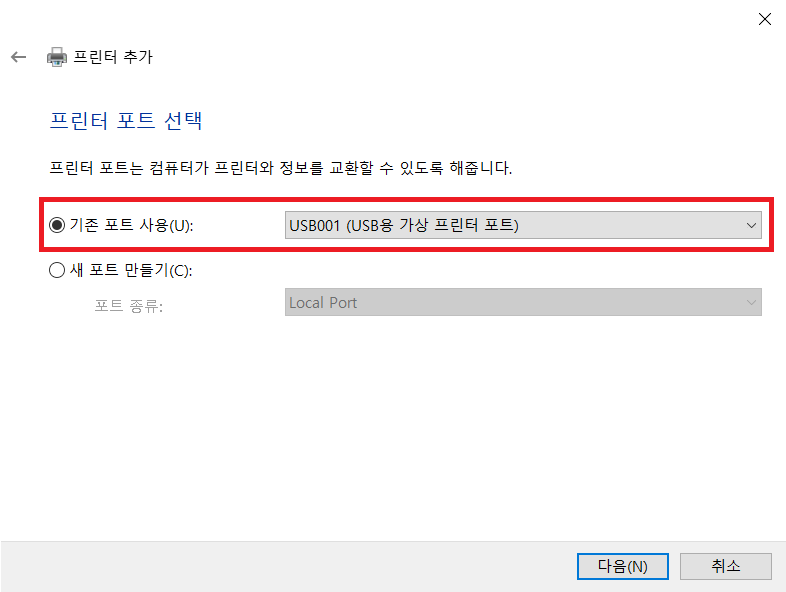 프린터 추가
프린터 포트 선택
프린터 포트는 컴퓨터가 프린터와 정보를 교환할 수 있도록 해줍니다.
기존 포트 사용(U): USB001 (USB용 가상 프린터 포트)
새 포트 만들기(C):
포트 종류: Local Port
다음(N) 취소